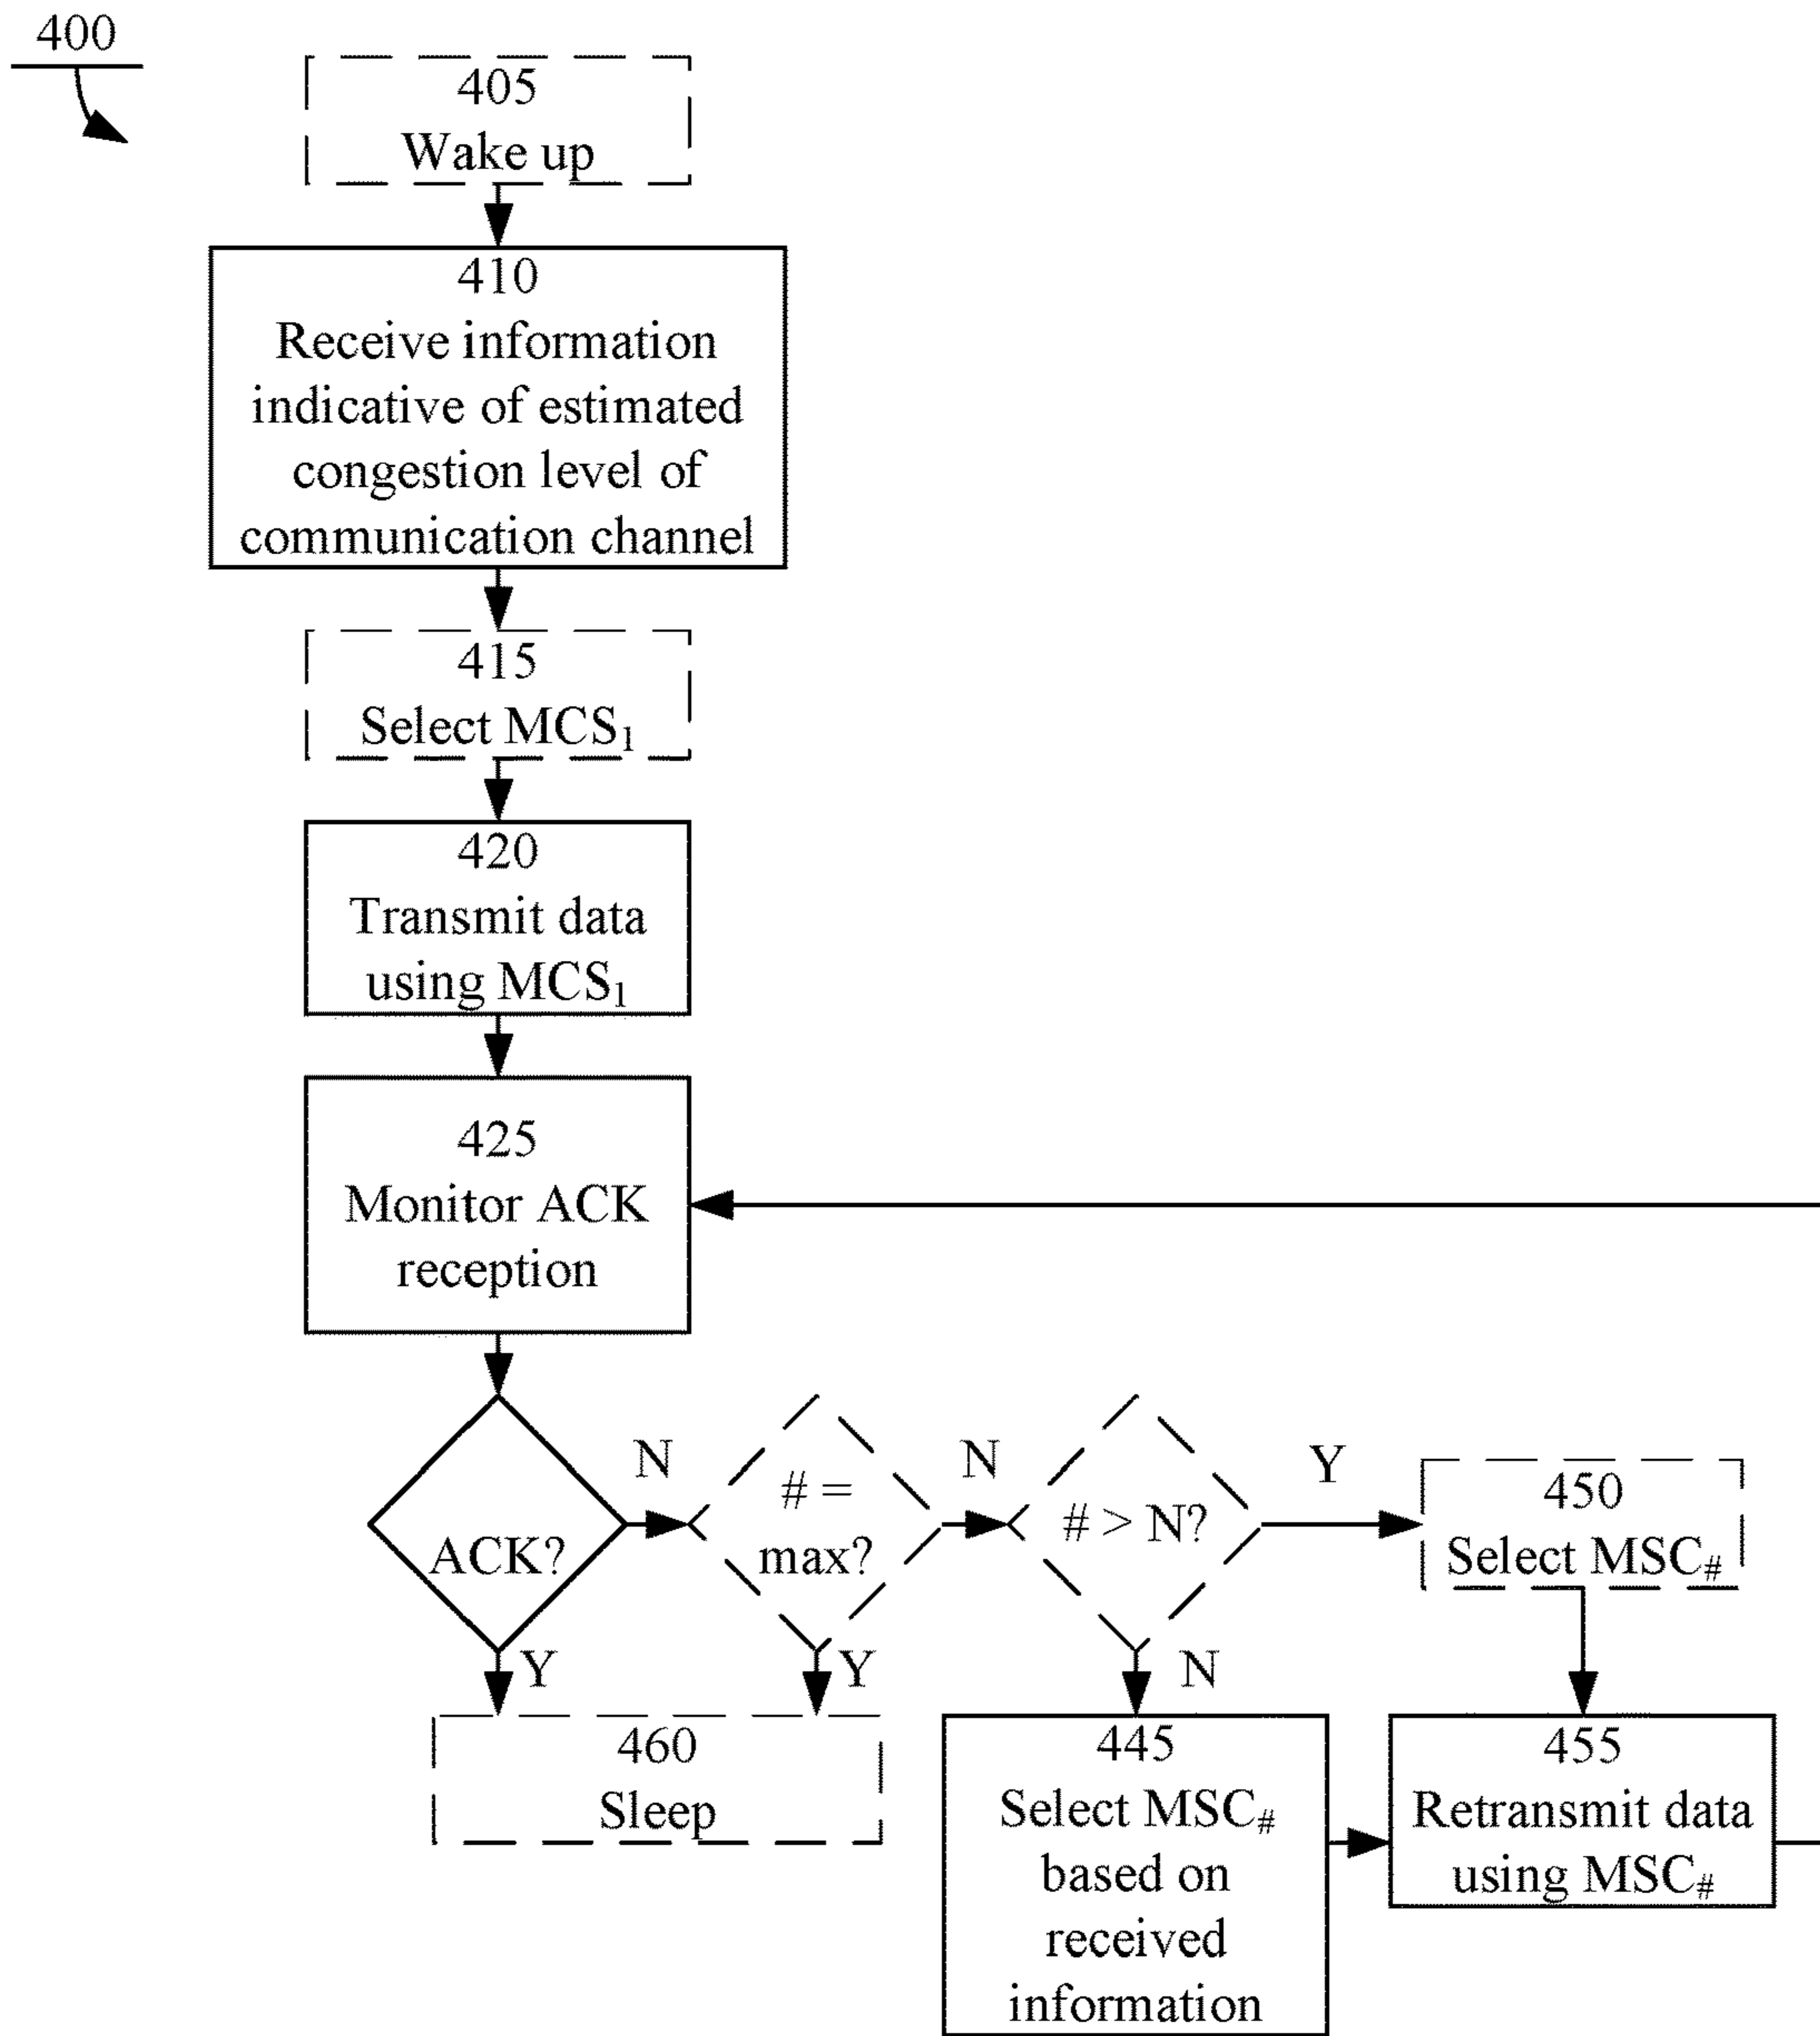 400
405
Wake up
410
Receive information
indicative of estimated
congestion level of
communication channel
415
Select MCS₁
420
Transmit data
using MCS₁
425
Monitor ACK
reception
ACK?
N
# =
max?
N
# > N?
Y
450
Select MSC#
Y
Y
N
460
Sleep
445
Select MSC#
based on
received
information
455
Retransmit data
using MSC#